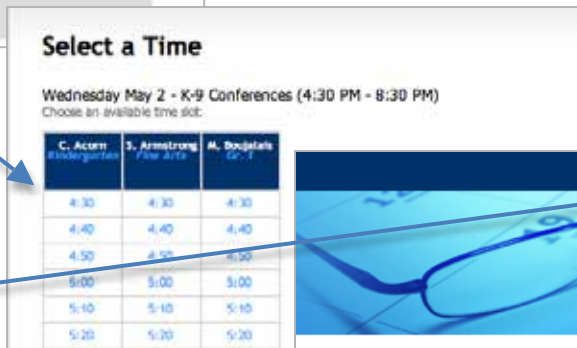 Select a Time
Wednesday May 2 - K-9 Conferences (4:30 PM - 8:30 PM)
Choose an available time slot:
C. Acorn S. Armstrong M. Boujalais
Kindergarten Fine Arts Gr. 1
4:30 4:30 4:30
4:40 4:40 4:40
4:50 4:50 4:50
5:00 5:00 5:00
5:10 5:10 5:10
5:20 5:20 5:20